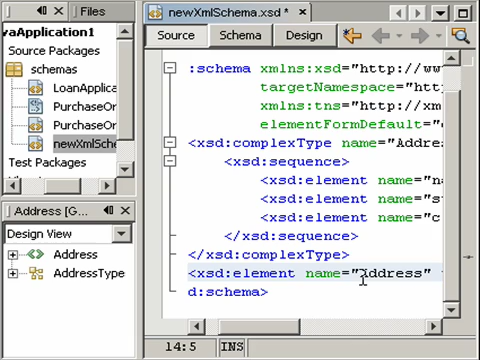 Files
newXmlSchema.xsd *
vaApplication1
Source Packages
schemas
LoanApplica
PurchaseOr
PurchaseOr
newXmlSche
Test Packages
Libraries
Source Schema Design
:schema xmlns:xsd="http://ww
targetNamespace="http:
xmlns:tns="http://xm
elementFormDefault="
<xsd:complexType name="Addres
<xsd:sequence>
<xsd:element name="n
<xsd:element name="s
<xsd:element name="c
</xsd:sequence>
</xsd:complexType>
<xsd:element name="Address"
d:schema>
Address [G...
Design View
Address
AddressType
14:5 INS